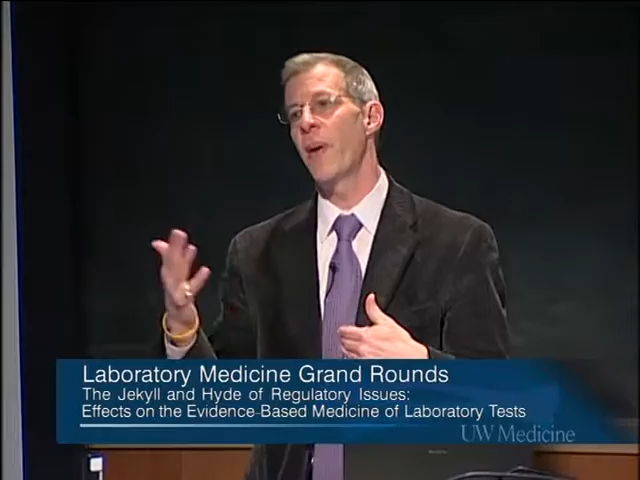 Laboratory Medicine Grand Rounds
The Jekyll and Hyde of Regulatory Issues:
Effects on the Evidence-Based Medicine of Laboratory Tests
UW Medicine